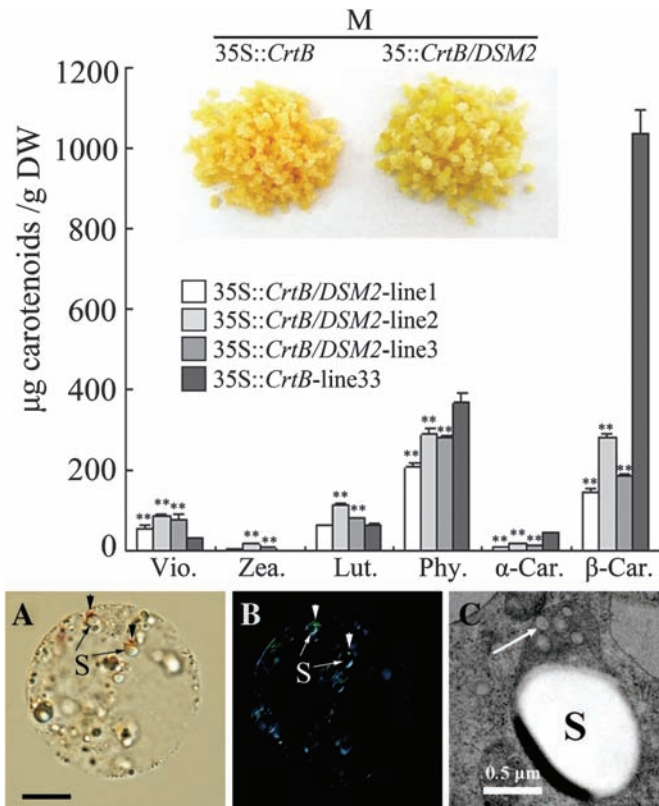 M
35S::CrtB 35::CrtB/DSM2
µg carotenoids /g DW
1200
1000
800
600
400
200
0
35S::CrtB/DSM2-line1
35S::CrtB/DSM2-line2
35S::CrtB/DSM2-line3
35S::CrtB-line33
** ** **
** **
** **
** ** **
** ** **
** ** **
Vio. Zea. Lut. Phy. α-Car. β-Car.
A
S
B
S
C
S
0.5 µm